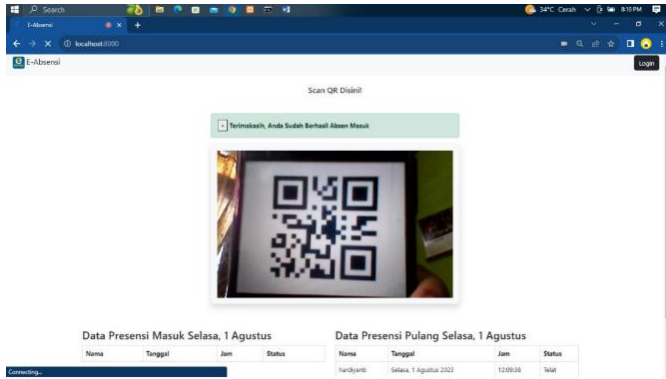 Search
34°C Cerah
8:10 PM
E-Absensi
localhost:8000
E-Absensi
Login
Scan QR Disini!
Terimakasih, Anda Sudah Berhasil Absen Masuk
Data Presensi Masuk Selasa, 1 Agustus
Data Presensi Pulang Selasa, 1 Agustus
Nama Tanggal Jam Status
Nama Tanggal Jam Status
hardiyanti Selasa, 1 Agustus 2023 12:09:38 Telat
Connecting...